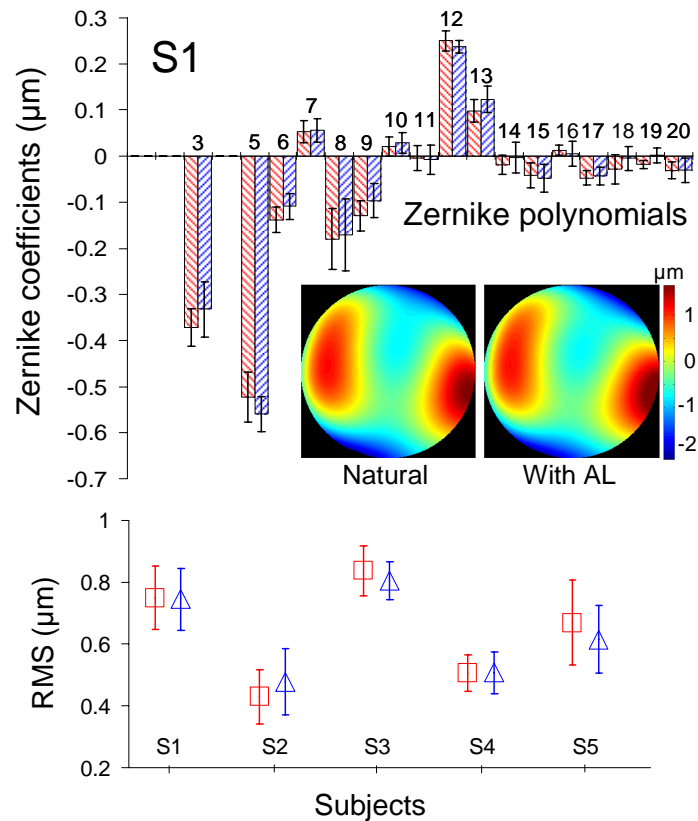 S1
Zernike coefficients (µm)
0.3
0.2
0.1
0
-0.1
-0.2
-0.3
-0.4
-0.5
-0.6
-0.7
3
5
6
7
8
9
10
11
12
13
14
15
16
17
18
19
20
Zernike polynomials
µm
1
0
-1
-2
Natural
With AL
RMS (µm)
1
0.8
0.6
0.4
0.2
S1
S2
S3
S4
S5
Subjects